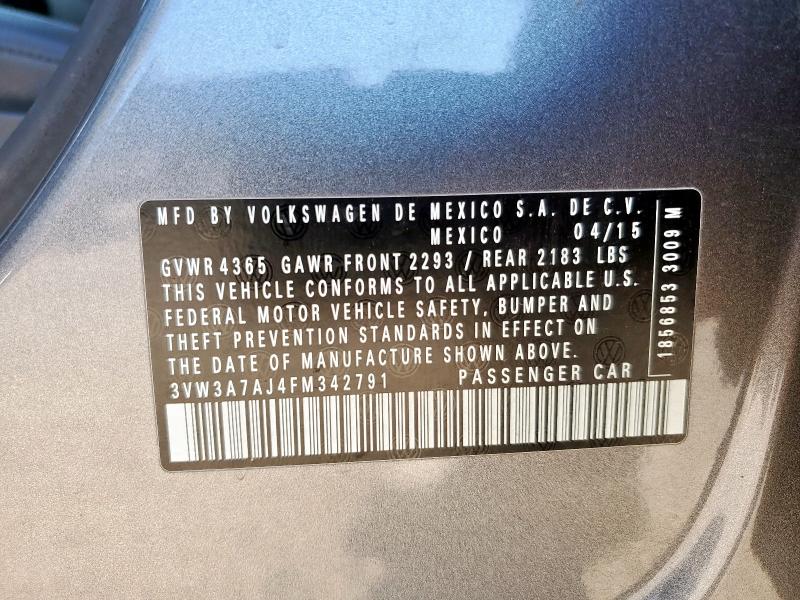 MFD BY VOLKSWAGEN DE MEXICO S.A. DE C.V.
MEXICO 04/15
GVWR 4365 GAWR FRONT 2293 / REAR 2183 LBS
THIS VEHICLE CONFORMS TO ALL APPLICABLE U.S.
FEDERAL MOTOR VEHICLE SAFETY, BUMPER AND
THEFT PREVENTION STANDARDS IN EFFECT ON
THE DATE OF MANUFACTURE SHOWN ABOVE.
3VW3A7AJ4FM342791 PASSENGER CAR
1856853 3009 M